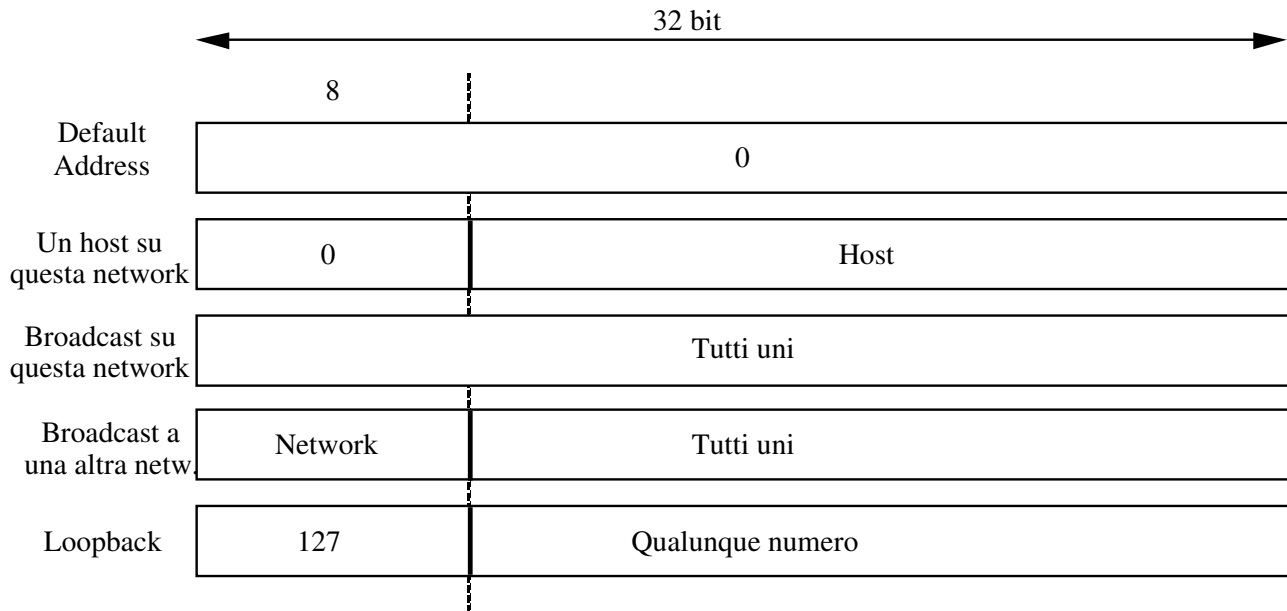 32 bit
8
Default
Address
0
Un host su
questa network
0
Host
Broadcast su
questa network
Tutti uni
Broadcast a
una altra netw.
Network
Tutti uni
Loopback
127
Qualunque numero